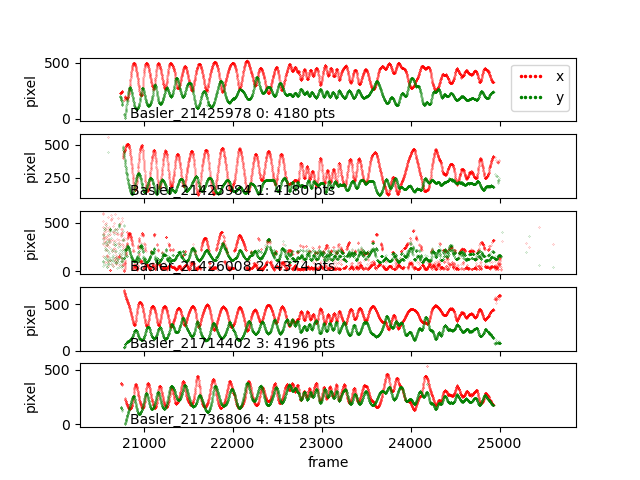 500
0
pixel
Basler_21425978 0: 4180 pts
x
y
500
250
pixel
Basler_21425984 1: 4180 pts
500
0
pixel
Basler_21426008 2: 4374 pts
500
0
pixel
Basler_21714402 3: 4196 pts
500
0
pixel
Basler_21736806 4: 4158 pts
21000 22000 23000 24000 25000
frame